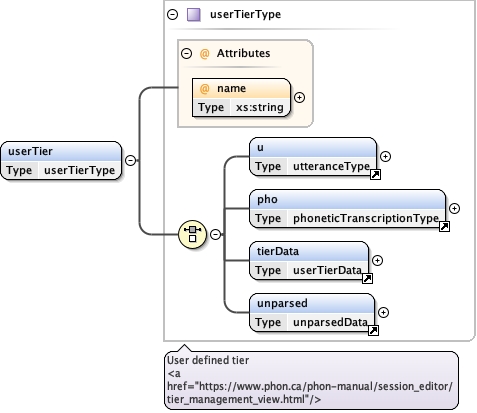 userTierType
@ Attributes
@ name
Type xs:string
userTier
Type userTierType
u
Type utteranceType
pho
Type phoneticTranscriptionType
tierData
Type userTierData
unparsed
Type unparsedData
User defined tier
<a
href="https://www.phon.ca/phon-manual/session_editor/
tier_management_view.html"/>